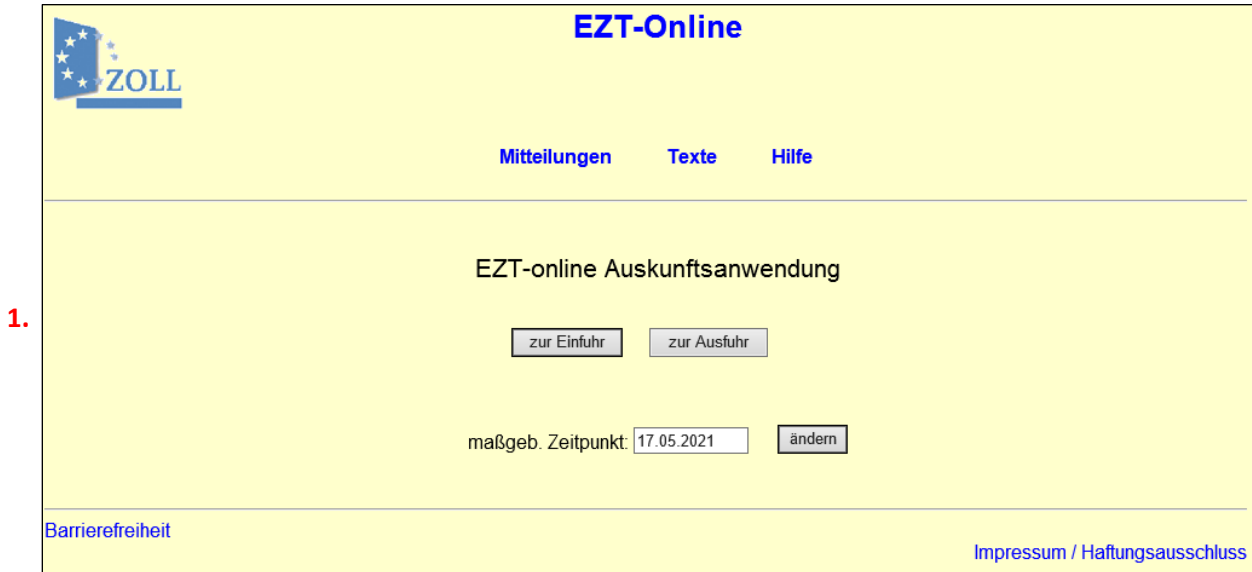 EZT-Online
ZOLL
Mitteilungen Texte Hilfe
EZT-online Auskunftsanwendung
1.
zur Einfuhr zur Ausfuhr
maßgeb. Zeitpunkt: 17.05.2021 ändern
Barrierefreiheit
Impressum / Haftungsausschluss